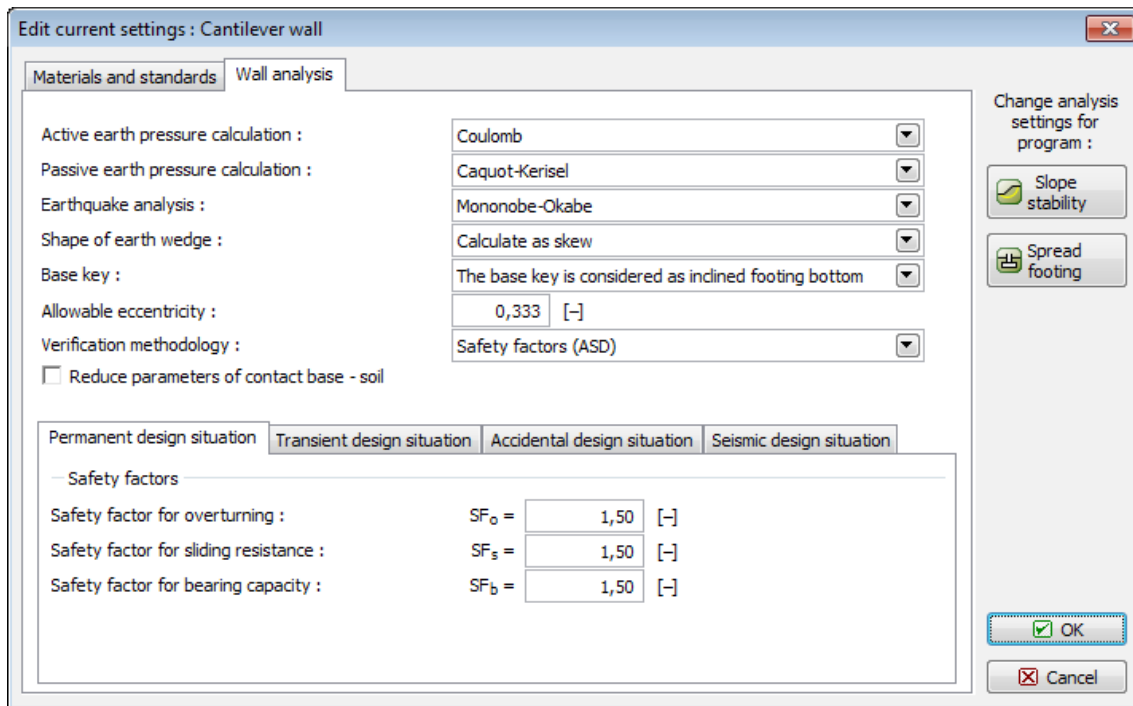 Edit current settings : Cantilever wall
Materials and standards Wall analysis
Change analysis
settings for
program :
Active earth pressure calculation : Coulomb
Passive earth pressure calculation : Caquot-Kerisel
Earthquake analysis : Mononobe-Okabe
Slope
stability
Shape of earth wedge : Calculate as skew
Base key : The base key is considered as inclined footing bottom
Spread
footing
Allowable eccentricity : 0,333 [–]
Verification methodology : Safety factors (ASD)
Reduce parameters of contact base - soil
Permanent design situation Transient design situation Accidental design situation Seismic design situation
Safety factors
Safety factor for overturning : SFo = 1,50 [–]
Safety factor for sliding resistance : SFs = 1,50 [–]
Safety factor for bearing capacity : SFb = 1,50 [–]
OK
Cancel